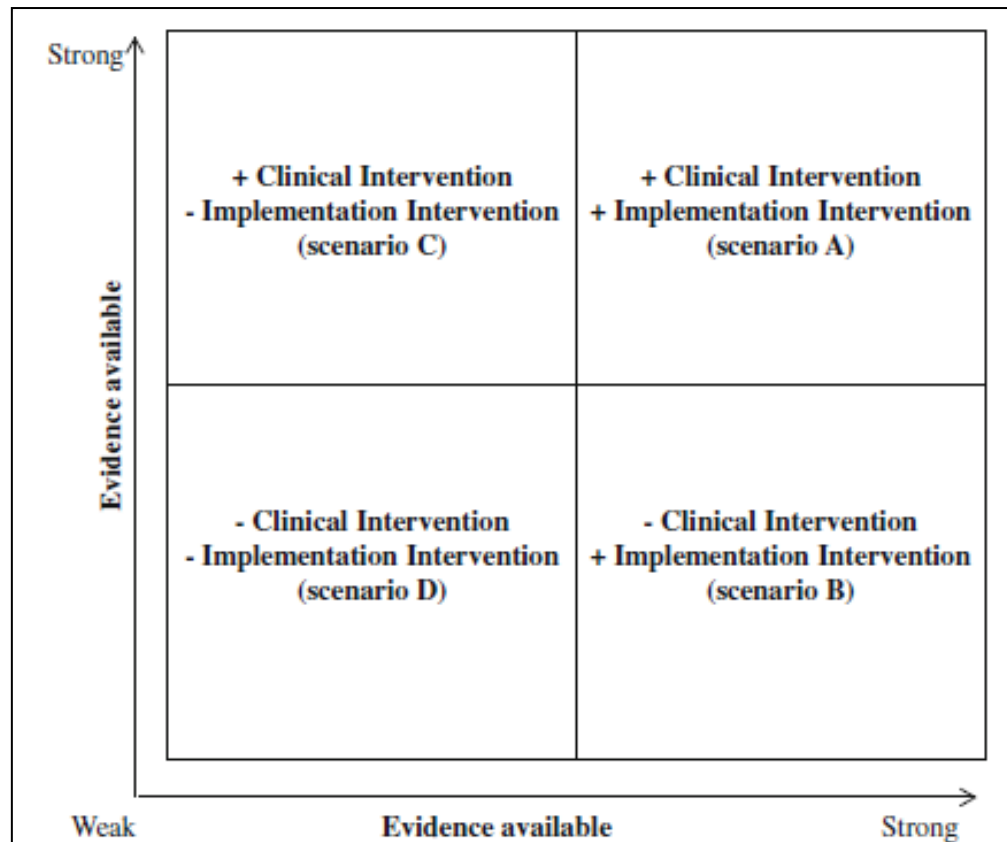 Strong
+ Clinical Intervention
- Implementation Intervention
(scenario C)
+ Clinical Intervention
+ Implementation Intervention
(scenario A)
Evidence available
- Clinical Intervention
- Implementation Intervention
(scenario D)
- Clinical Intervention
+ Implementation Intervention
(scenario B)
Weak
Evidence available
Strong